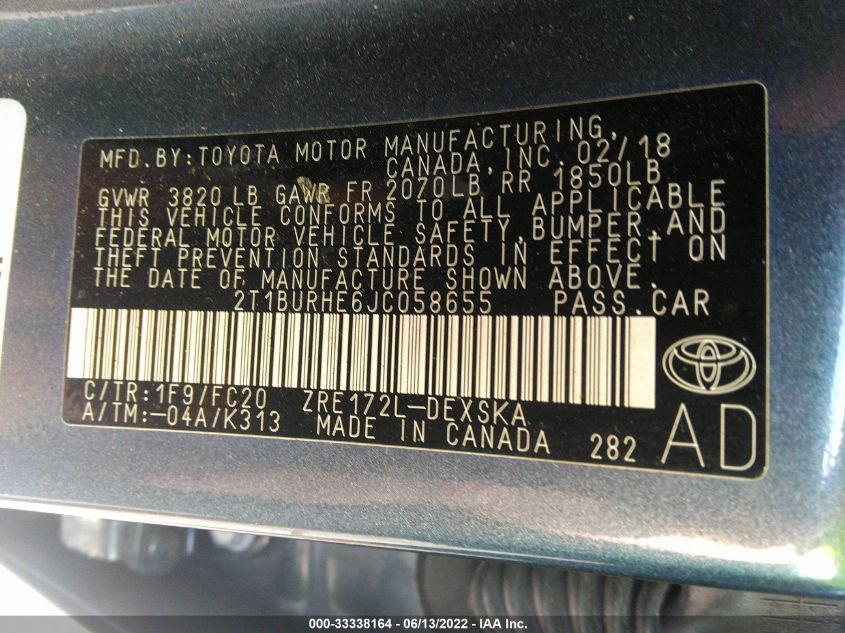 MFD.BY:TOYOTA MOTOR MANUFACTURING,
CANADA,INC. 02/18
GVWR 3820 LB GAWR FR 2070LB RR 1850LB
THIS VEHICLE CONFORMS TO ALL APPLICABLE
FEDERAL MOTOR VEHICLE SAFETY,BUMPER,AND
THEFT PREVENTION STANDARDS IN EFFECT ON
THE DATE OF MANUFACTURE SHOWN ABOVE.
2T1BURHE6JC058655 PASS.CAR
C/TR:1F9/FC20 ZRE172L-DEXSKA
A/TM:-04A/K313 MADE IN CANADA 282 AD
000-33338164 - 06/13/2022 - IAA Inc.